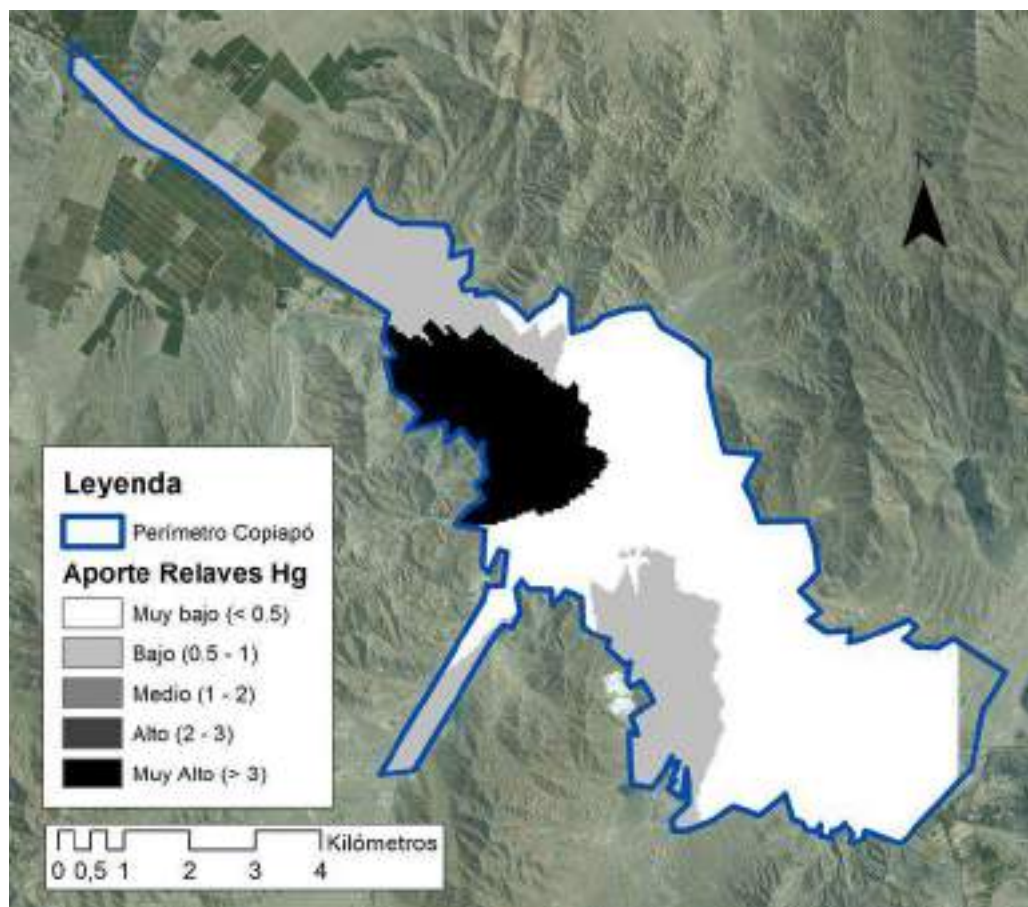 N
Leyenda
Perímetro Copiapó
Aporte Relaves Hg
Muy bajo (< 0.5)
Bajo (0.5 - 1)
Medio (1 - 2)
Alto (2 - 3)
Muy Alto (> 3)
Kilómetros
0 0,5 1 2 3 4